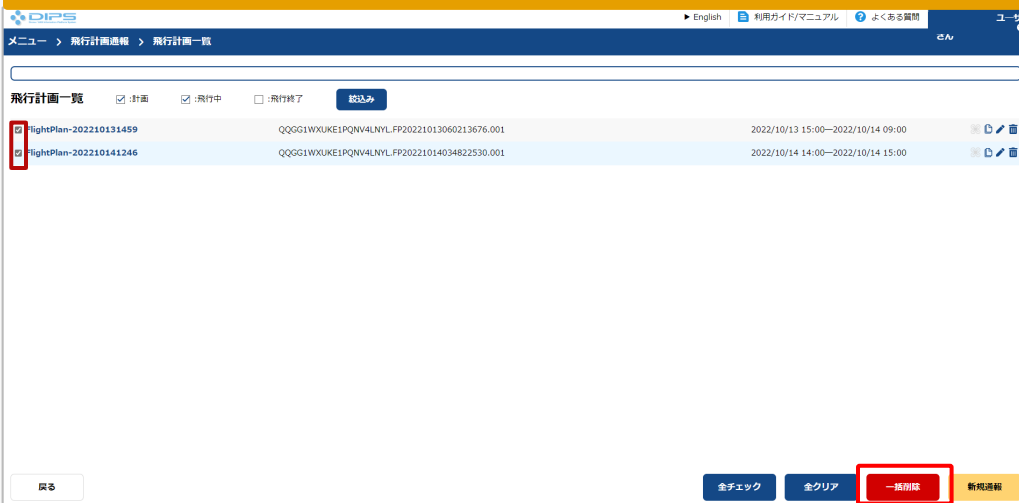 DIPS
▶ English 利用ガイド/マニュアル ? よくある質問 ユーザ
さん
メニュー > 飛行計画通報 > 飛行計画一覧
飛行計画一覧 :計画 :飛行中 :飛行終了 絞込み
FlightPlan-202210131459 QQGG1WXUKE1PQNV4LNYL.FP20221013060213676.001 2022/10/13 15:00—2022/10/14 09:00
FlightPlan-202210141246 QQGG1WXUKE1PQNV4LNYL.FP20221014034822530.001 2022/10/14 14:00—2022/10/14 15:00
戻る 全チェック 全クリア 一括削除 新規通報